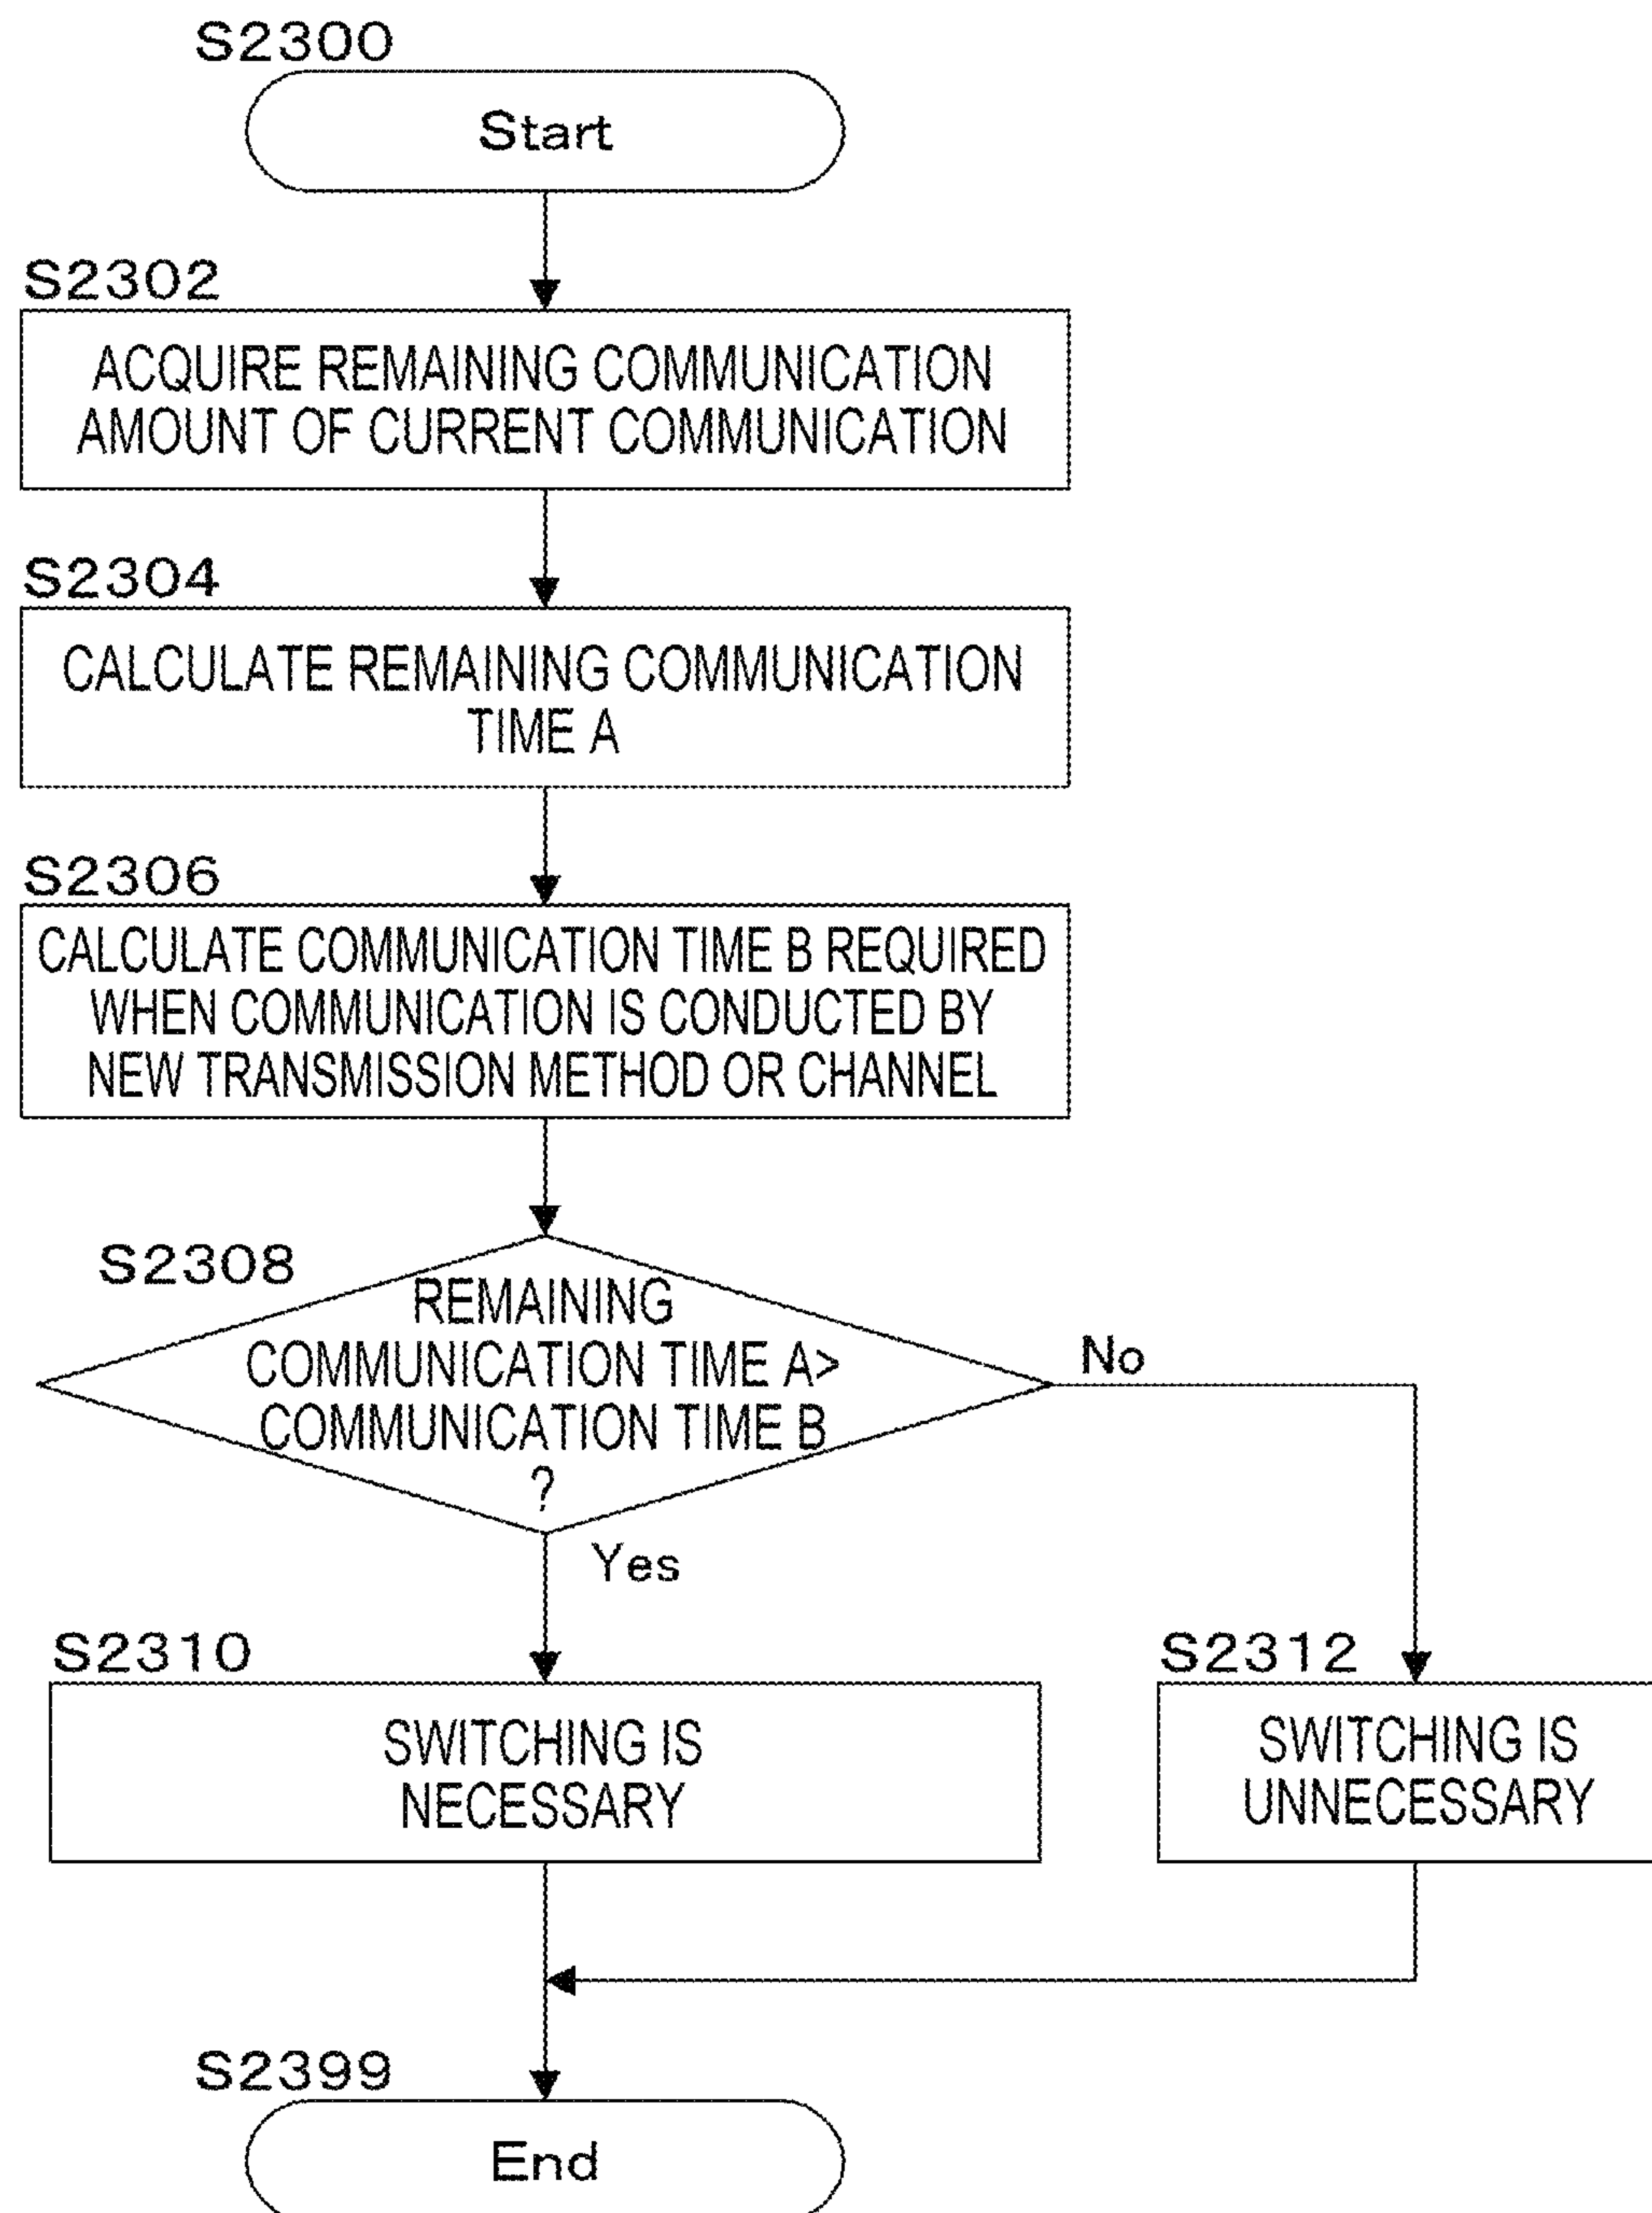 S2300
Start
S2302
ACQUIRE REMAINING COMMUNICATION
AMOUNT OF CURRENT COMMUNICATION
S2304
CALCULATE REMAINING COMMUNICATION
TIME A
S2306
CALCULATE COMMUNICATION TIME B REQUIRED
WHEN COMMUNICATION IS CONDUCTED BY
NEW TRANSMISSION METHOD OR CHANNEL
S2308
REMAINING
COMMUNICATION TIME A>
COMMUNICATION TIME B
?
No
Yes
S2310
SWITCHING IS
NECESSARY
S2312
SWITCHING IS
UNNECESSARY
S2399
End